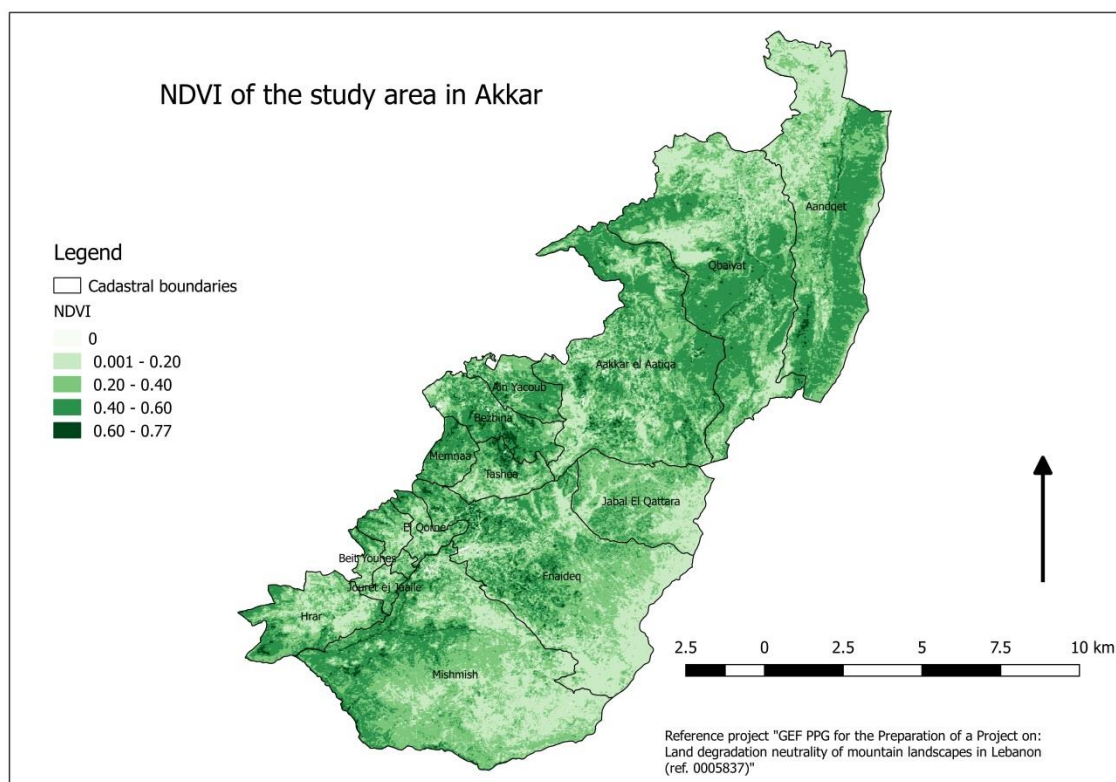 NDVI of the study area in Akkar
Legend
Cadastral boundaries
NDVI
0
0.001 - 0.20
0.20 - 0.40
0.40 - 0.60
0.60 - 0.77
Aandqet
Qbaiyat
Aakkar el Aatiqa
Ain Yacoub
Bezbina
Memnaa
Tashea
Jabal El Qattara
El Qorne
Beit Younes
Fnaideq
Jouret ej Jaalle
Hrar
Mishmish
2.5 0 2.5 5 7.5 10 km
Reference project "GEF PPG for the Preparation of a Project on:
Land degradation neutrality of mountain landscapes in Lebanon
(ref. 0005837)"